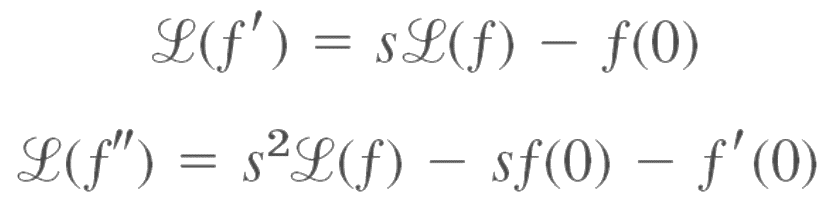 ℒ(f′) = sℒ(f) − f(0)
ℒ(f″) = s²ℒ(f) − sf(0) − f′(0)